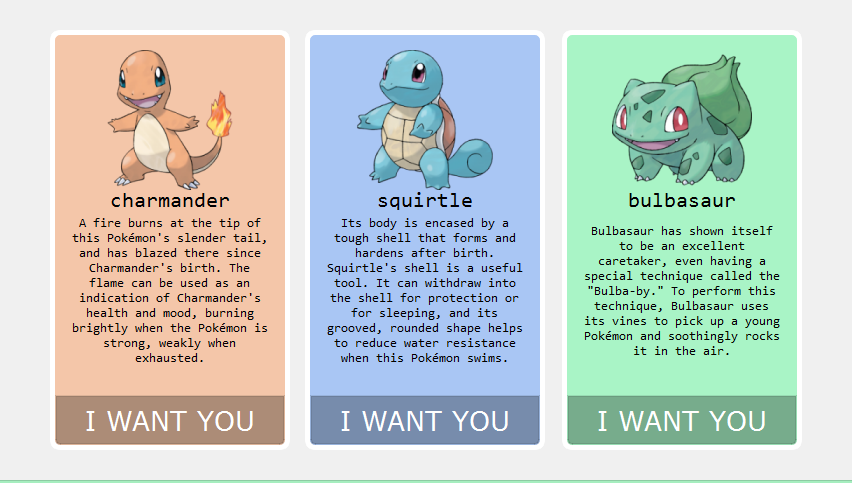 charmander
A fire burns at the tip of
this Pokémon's slender tail,
and has blazed there since
Charmander's birth. The
flame can be used as an
indication of Charmander's
health and mood, burning
brightly when the Pokémon is
strong, weakly when
exhausted.
I WANT YOU
squirtle
Its body is encased by a
tough shell that forms and
hardens after birth.
Squirtle's shell is a useful
tool. It can withdraw into
the shell for protection or
for sleeping, and its
grooved, rounded shape helps
to reduce water resistance
when this Pokémon swims.
I WANT YOU
bulbasaur
Bulbasaur has shown itself
to be an excellent
caretaker, even having a
special technique called the
"Bulba-by." To perform this
technique, Bulbasaur uses
its vines to pick up a young
Pokémon and soothingly rocks
it in the air.
I WANT YOU